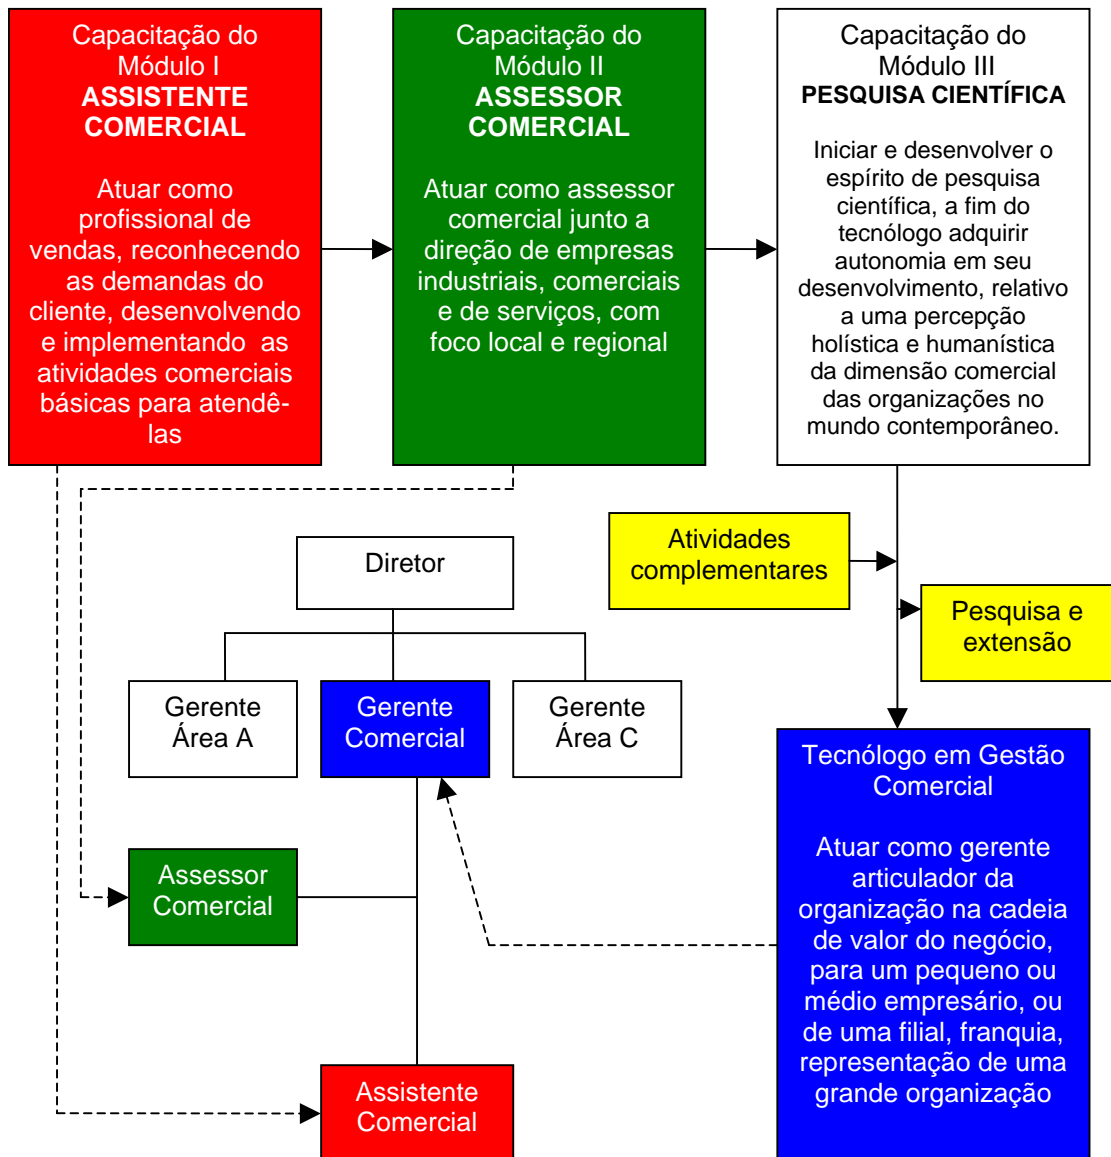 Capacitação do
Módulo I
ASSISTENTE
COMERCIAL
Atuar como
profissional de
vendas, reconhecendo
as demandas do
cliente, desenvolvendo
e implementando as
atividades comerciais
básicas para atendê-
las
Capacitação do
Módulo II
ASSESSOR
COMERCIAL
Atuar como assessor
comercial junto a
direção de empresas
industriais, comerciais
e de serviços, com
foco local e regional
Capacitação do
Módulo III
PESQUISA CIENTÍFICA
Iniciar e desenvolver o
espírito de pesquisa
científica, a fim do
tecnólogo adquirir
autonomia em seu
desenvolvimento, relativo
a uma percepção
holística e humanística
da dimensão comercial
das organizações no
mundo contemporâneo.
Atividades
complementares
Pesquisa e
extensão
Diretor
Gerente
Área A
Gerente
Comercial
Gerente
Área C
Assessor
Comercial
Assistente
Comercial
Tecnólogo em Gestão
Comercial
Atuar como gerente
articulador da
organização na cadeia
de valor do negócio,
para um pequeno ou
médio empresário, ou
de uma filial, franquia,
representação de uma
grande organização